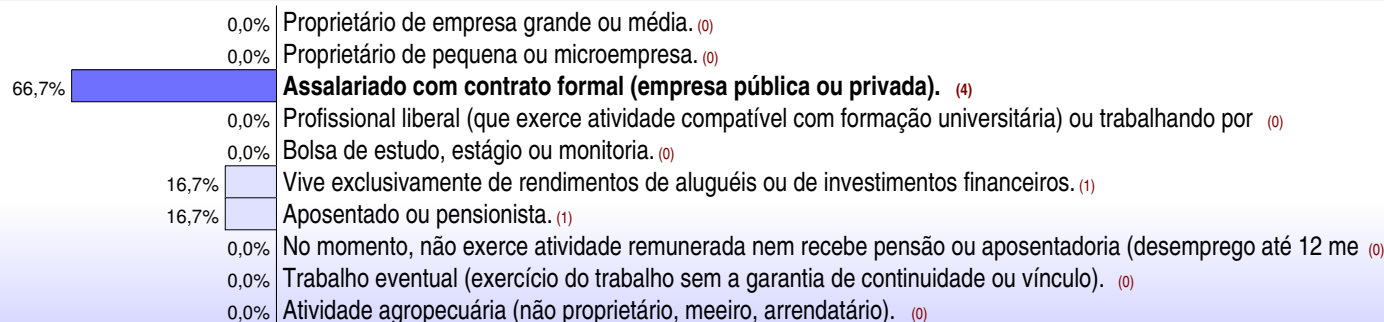 0,0% Proprietário de empresa grande ou média. (0)
0,0% Proprietário de pequena ou microempresa. (0)
66,7% Assalariado com contrato formal (empresa pública ou privada). (4)
0,0% Profissional liberal (que exerce atividade compatível com formação universitária) ou trabalhando por (0)
0,0% Bolsa de estudo, estágio ou monitoria. (0)
16,7% Vive exclusivamente de rendimentos de aluguéis ou de investimentos financeiros. (1)
16,7% Aposentado ou pensionista. (1)
0,0% No momento, não exerce atividade remunerada nem recebe pensão ou aposentadoria (desemprego até 12 me (0)
0,0% Trabalho eventual (exercício do trabalho sem a garantia de continuidade ou vínculo). (0)
0,0% Atividade agropecuária (não proprietário, meeiro, arrendatário). (0)